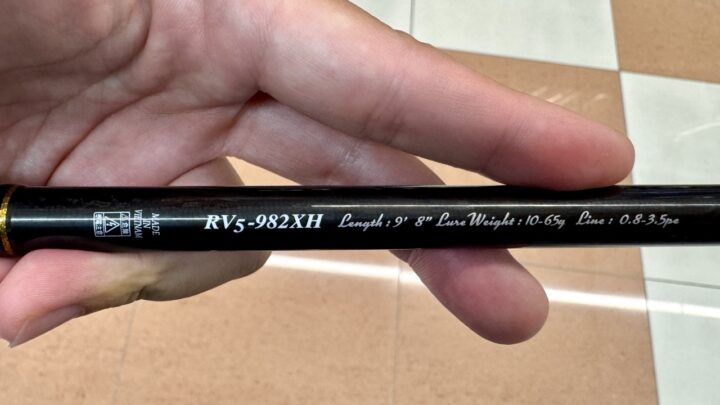 MADE
IN
VIETNAM
RV5-982XH Length : 9' 8" Lure Weight : 10-65g Line : 0.8-3.5pe